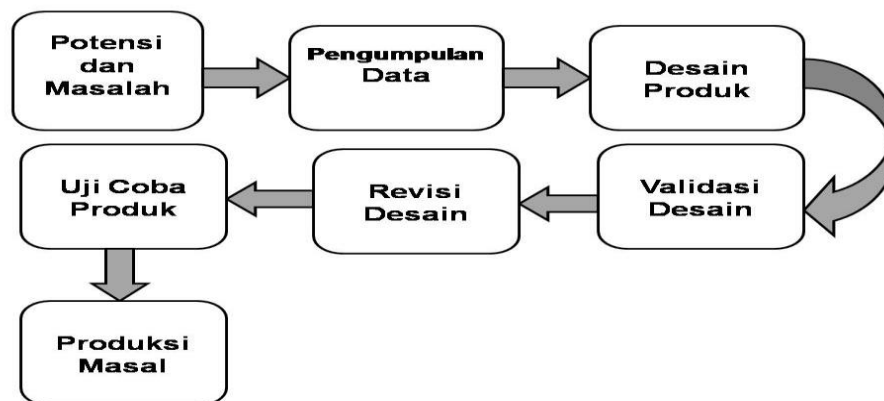 Potensi
dan
Masalah
Pengumpulan
Data
Desain
Produk
Validasi
Desain
Revisi
Desain
Uji Coba
Produk
Produksi
Masal